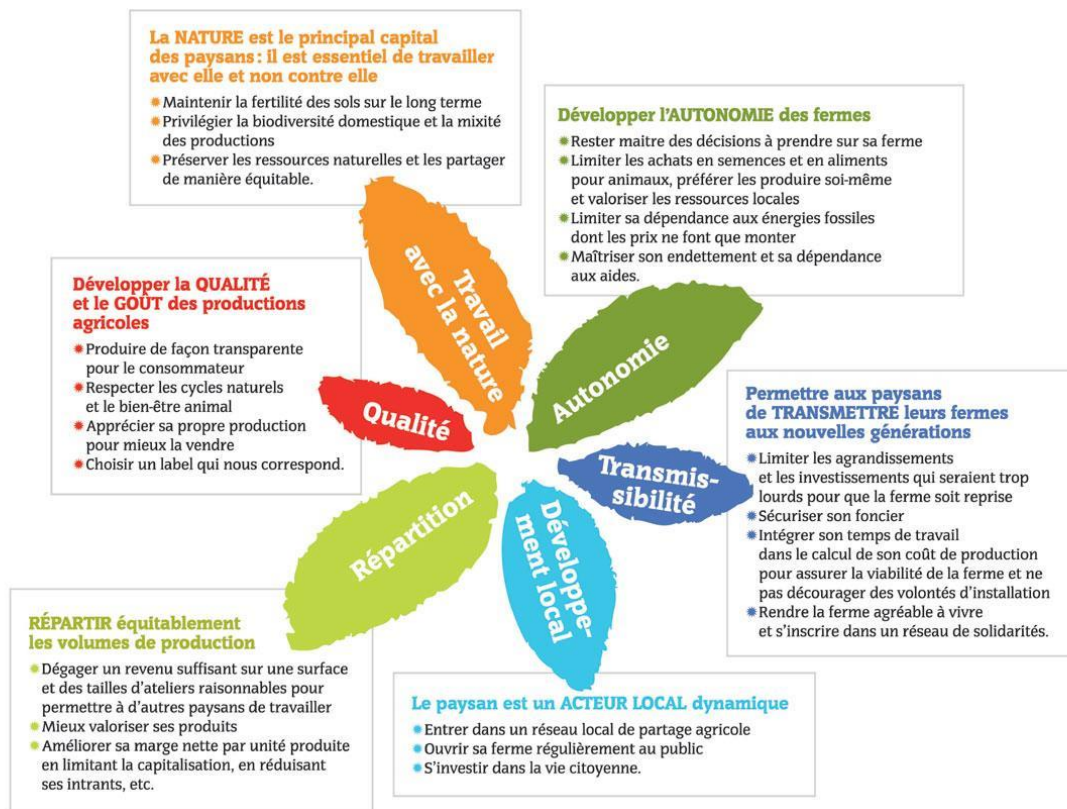 La NATURE est le principal capital
des paysans : il est essentiel de travailler
avec elle et non contre elle
Maintenir la fertilité des sols sur le long terme
Privilégier la biodiversité domestique et la mixité
des productions
Préserver les ressources naturelles et les partager
de manière équitable.
Développer l'AUTONOMIE des fermes
Rester maitre des décisions à prendre sur sa ferme
Limiter les achats en semences et en aliments
pour animaux, préférer les produire soi-même
et valoriser les ressources locales
Limiter sa dépendance aux énergies fossiles
dont les prix ne font que monter
Maîtriser son endettement et sa dépendance
aux aides.
Développer la QUALITÉ
et le GOÛT des productions
agricoles
Produire de façon transparente
pour le consommateur
Respecter les cycles naturels
et le bien-être animal
Apprécier sa propre production
pour mieux la vendre
Choisir un label qui nous correspond.
Travail
avec la nature
Autonomie
Qualité
Transmis-
sibilité
Répartition
Développe-
ment local
Permettre aux paysans
de TRANSMETTRE leurs fermes
aux nouvelles générations
Limiter les agrandissements
et les investissements qui seraient trop
lourds pour que la ferme soit reprise
Sécuriser son foncier
Intégrer son temps de travail
dans le calcul de son coût de production
pour assurer la viabilité de la ferme et ne
pas décourager des volontés d'installation
Rendre la ferme agréable à vivre
et s'inscrire dans un réseau de solidarités.
RÉPARTIR équitablement
les volumes de production
Dégager un revenu suffisant sur une surface
et des tailles d'ateliers raisonnables pour
permettre à d'autres paysans de travailler
Mieux valoriser ses produits
Améliorer sa marge nette par unité produite
en limitant la capitalisation, en réduisant
ses intrants, etc.
Le paysan est un ACTEUR LOCAL dynamique
Entrer dans un réseau local de partage agricole
Ouvrir sa ferme régulièrement au public
S'investir dans la vie citoyenne.